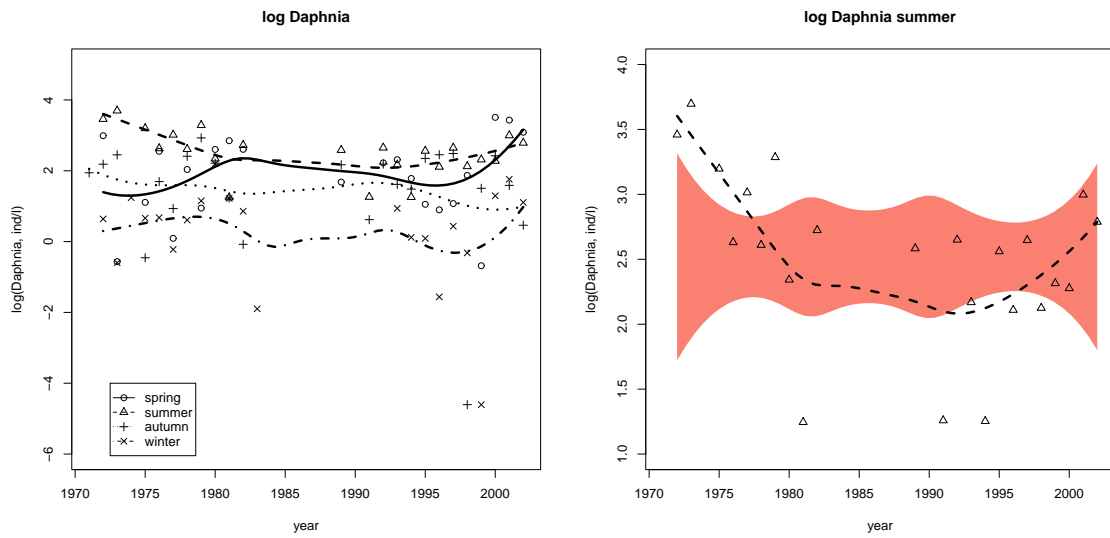 log Daphnia
log(Daphnia, ind/l)
4
2
0
−2
−4
−6
spring
summer
autumn
winter
1970 1975 1980 1985 1990 1995 2000
year
log Daphnia summer
log(Daphnia, ind/l)
4.0
3.5
3.0
2.5
2.0
1.5
1.0
1970 1975 1980 1985 1990 1995 2000
year